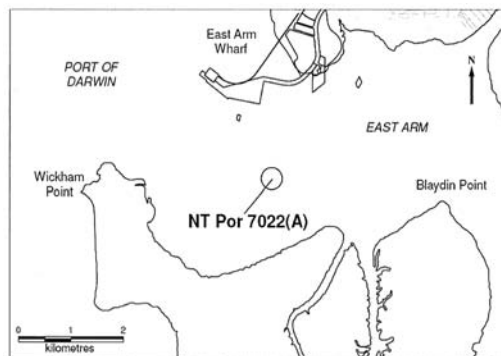 East Arm
Wharf
PORT OF
DARWIN
N
EAST ARM
Wickham
Point
Blaydin Point
NT Por 7022(A)
0 1 2
kilometres